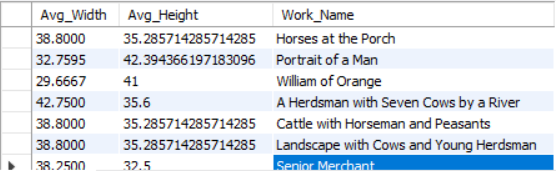 Avg_Width Avg_Height Work_Name
38.8000 35.285714285714285 Horses at the Porch
32.7595 42.394366197183096 Portrait of a Man
29.6667 41 William of Orange
42.7500 35.6 A Herdsman with Seven Cows by a River
38.8000 35.285714285714285 Cattle with Horseman and Peasants
38.8000 35.285714285714285 Landscape with Cows and Young Herdsman
38.2500 32.5 Senior Merchant